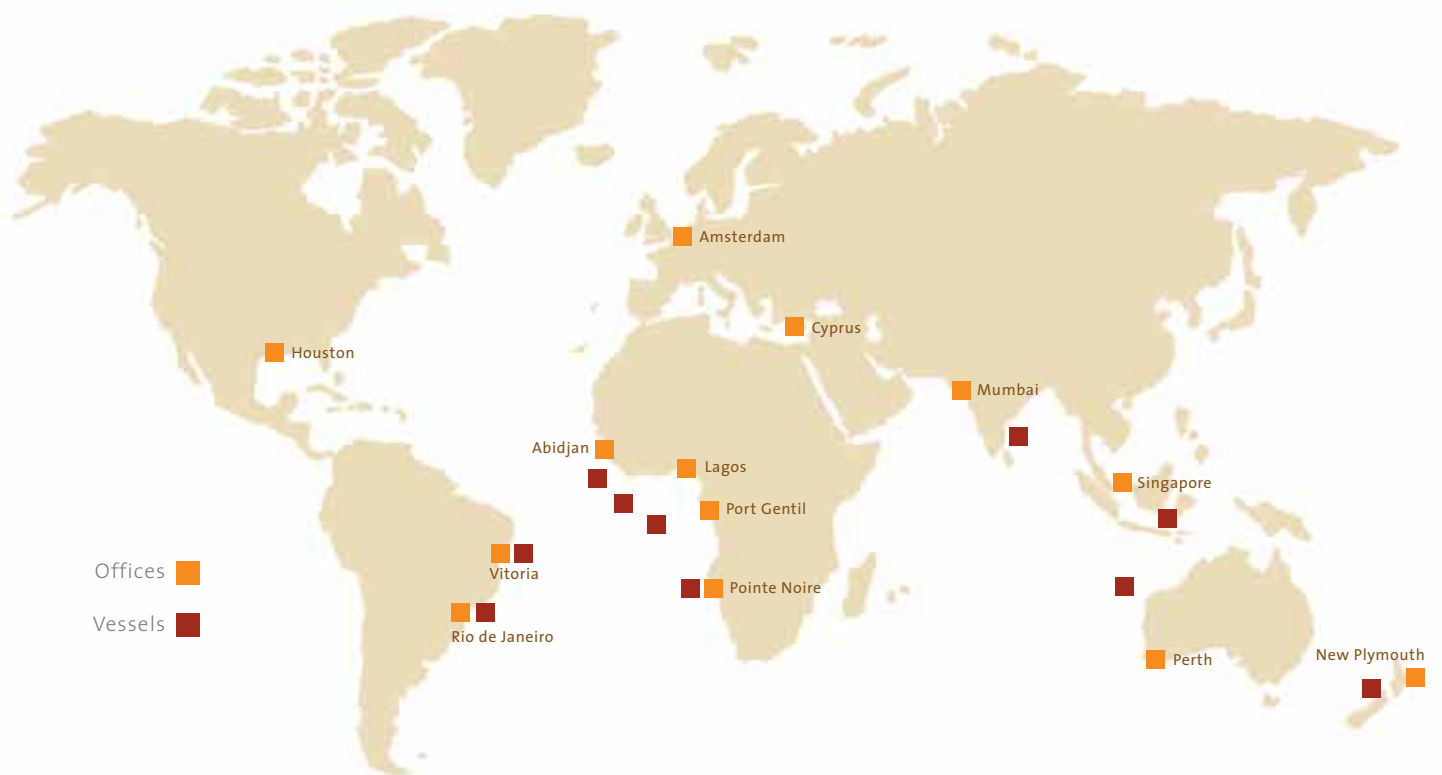 Amsterdam
Cyprus
Houston
Mumbai
Abidjan
Lagos
Singapore
Port Gentil
Offices
Vitoria
Pointe Noire
Vessels
Rio de Janeiro
New Plymouth
Perth